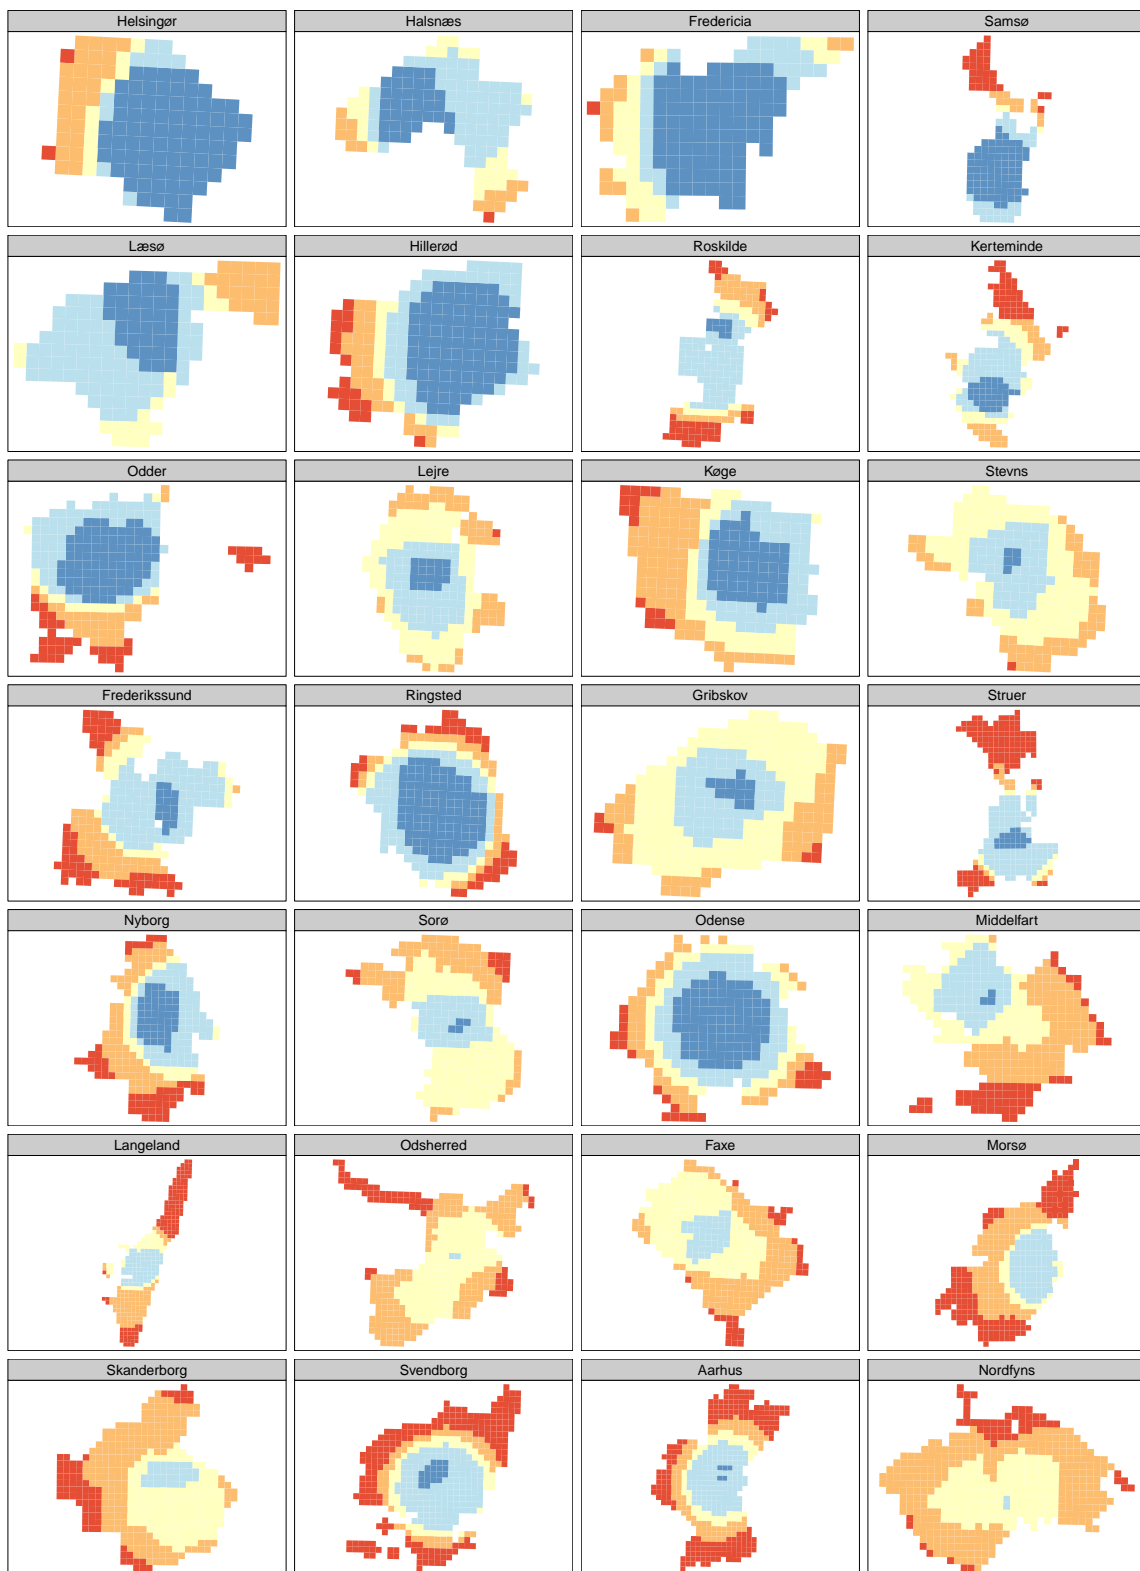 Helsingør Halsnæs Fredericia Samsø
Læsø Hillerød Roskilde Kerteminde
Odder Lejre Køge Stevns
Frederikssund Ringsted Gribskov Struer
Nyborg Sorø Odense Middelfart
Langeland Odsherred Faxe Morsø
Skanderborg Svendborg Aarhus Nordfyns